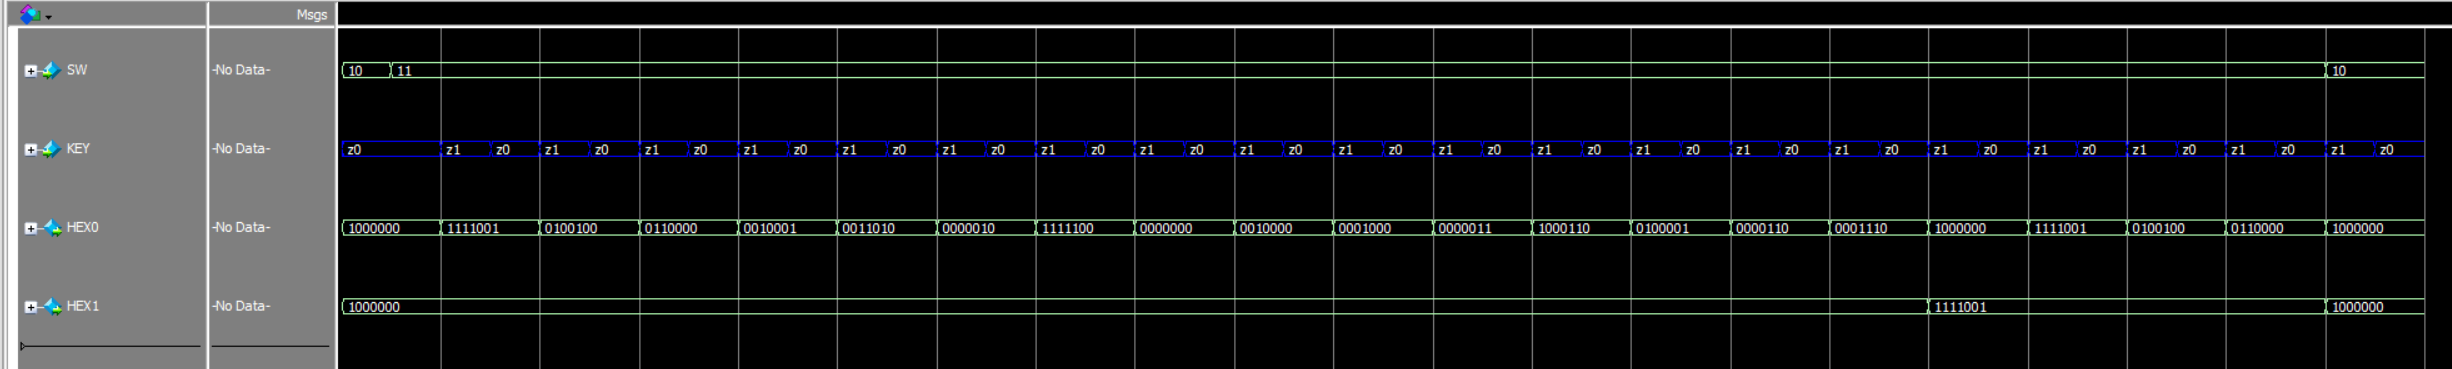 Msgs
SW -No Data- 10 11 10
KEY -No Data- z0 z1 z0 z1 z0 z1 z0 z1 z0 z1 z0 z1 z0 z1 z0 z1 z0 z1 z0 z1 z0 z1 z0 z1 z0 z1 z0 z1 z0 z1 z0 z1 z0 z1 z0 z1 z0 z1 z0 z1 z0
HEX0 -No Data- 1000000 1111001 0100100 0110000 0010001 0011010 0000010 1111100 0000000 0010000 0001000 0000011 1000110 0100001 0000110 0001110 1000000 1111001 0100100 0110000 1000000
HEX1 -No Data- 1000000 1111001 1000000